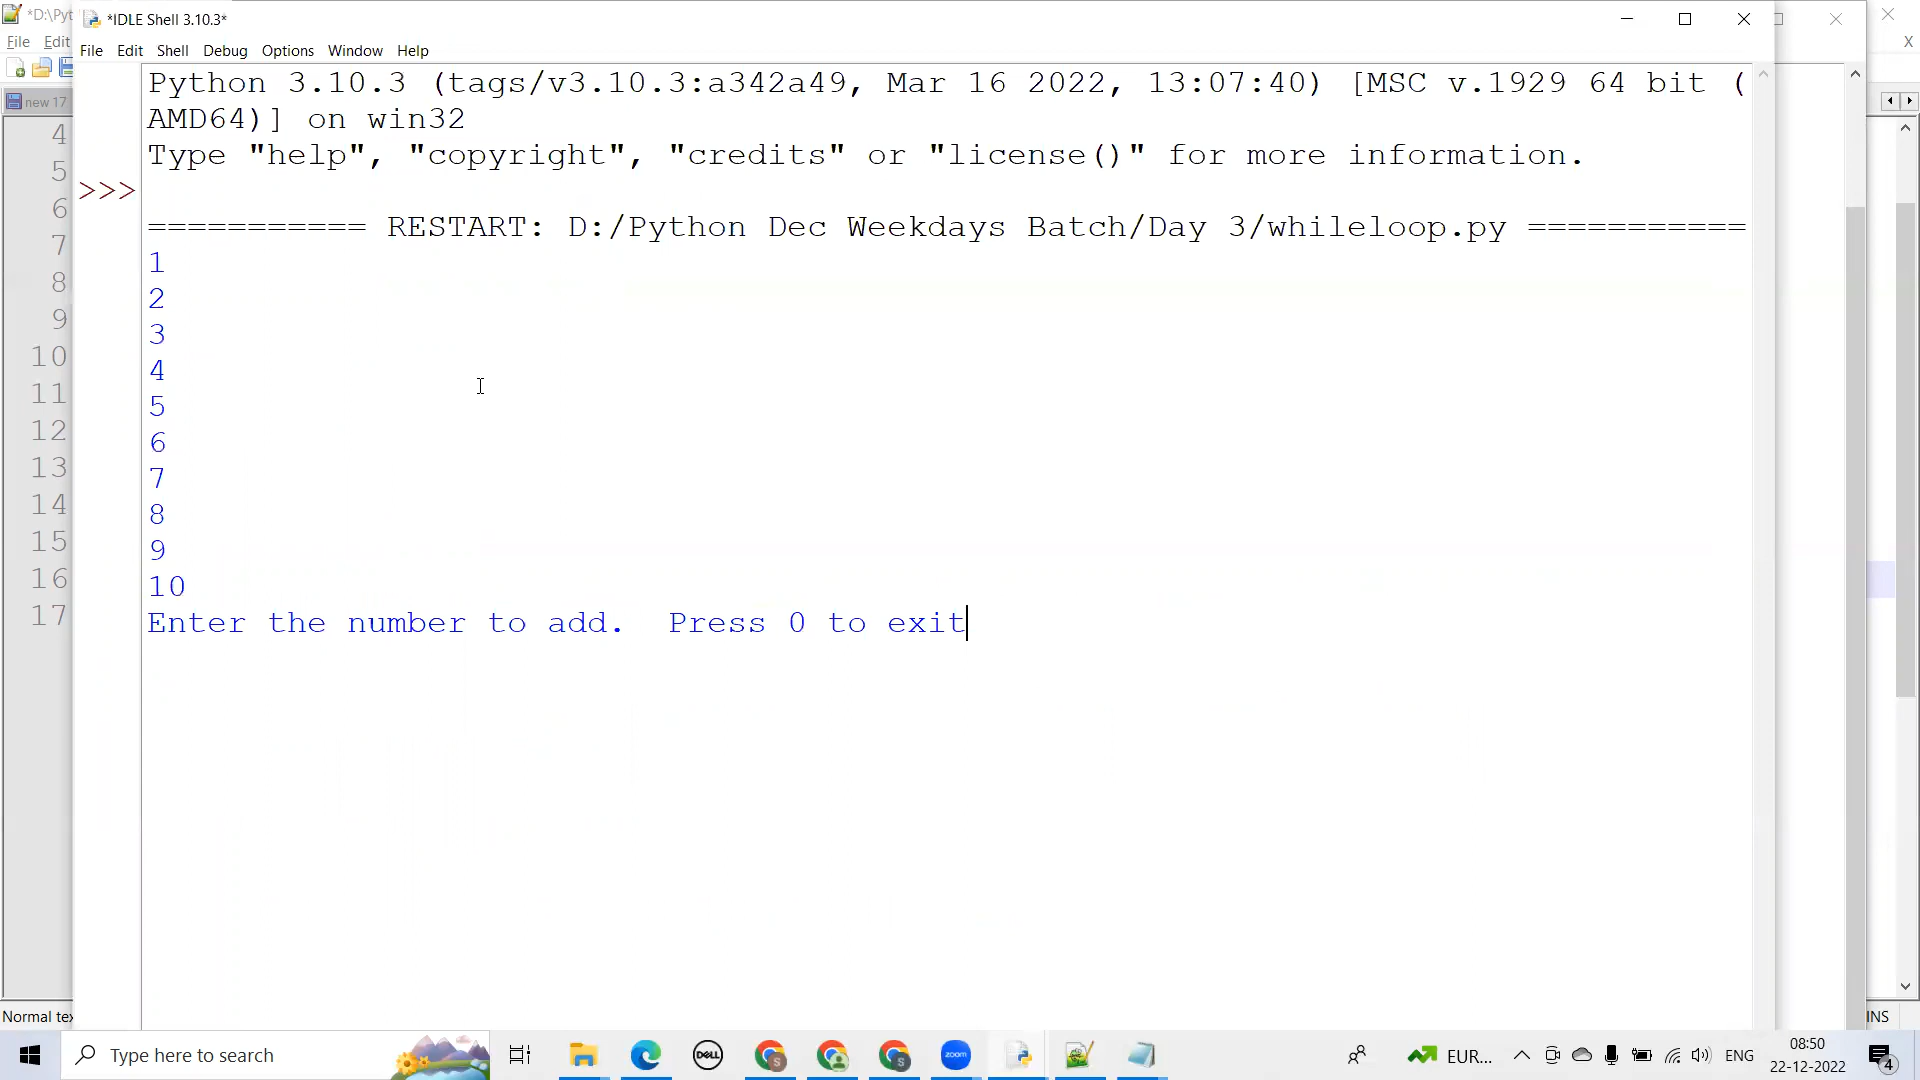 *D:\Pyt
*IDLE Shell 3.10.3*
File Edit
File Edit Shell Debug Options Window Help
X
new 17
Python 3.10.3 (tags/v3.10.3:a342a49, Mar 16 2022, 13:07:40) [MSC v.1929 64 bit (
AMD64)] on win32
Type "help", "copyright", "credits" or "license()" for more information.
>>>
=========== RESTART: D:/Python Dec Weekdays Batch/Day 3/whileloop.py ===========
1
2
3
4
5
6
7
8
9
10
Enter the number to add.  Press 0 to exit
4
5
6
7
8
9
10
11
12
13
14
15
16
17
Normal tex
INS
Type here to search
DELL
S
S
zoom
EUR...
ENG
08:50
22-12-2022
4